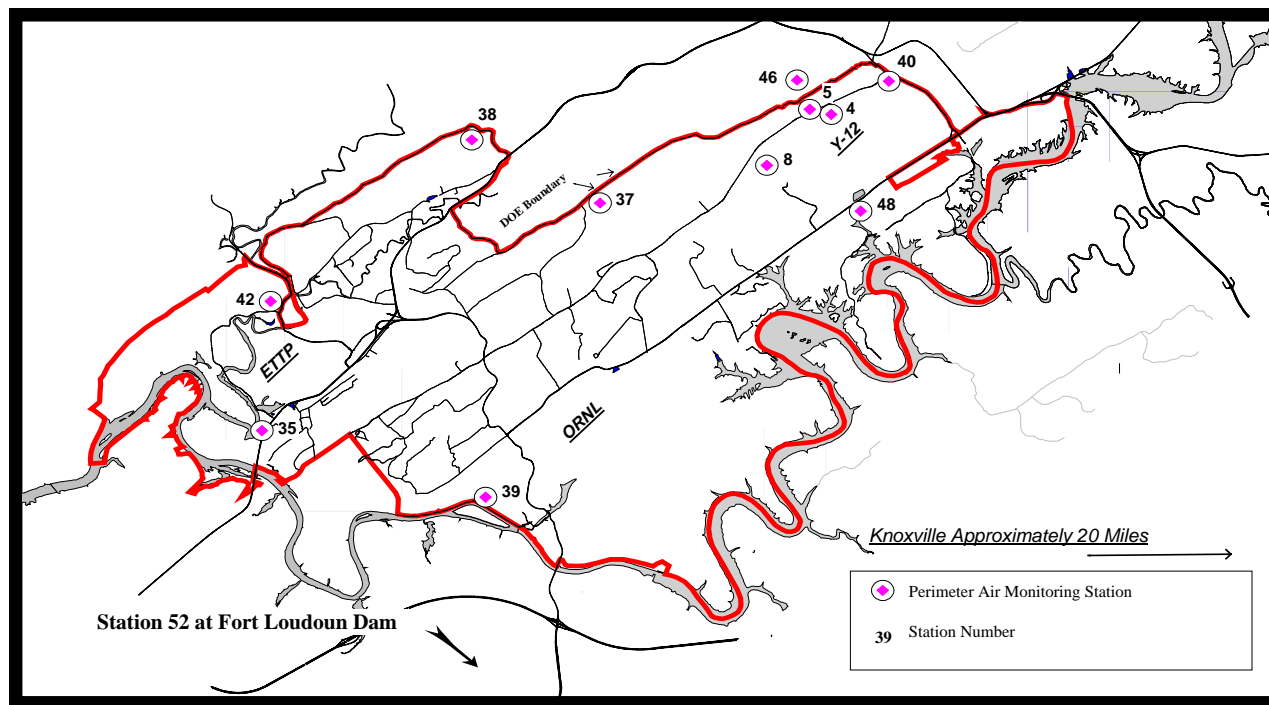 40
46
5
4
38
Y-12
8
DOE Boundary
37
48
42
ETTP
35
ORNL
39
Knoxville Approximately 20 Miles
Perimeter Air Monitoring Station
39 Station Number
Station 52 at Fort Loudoun Dam